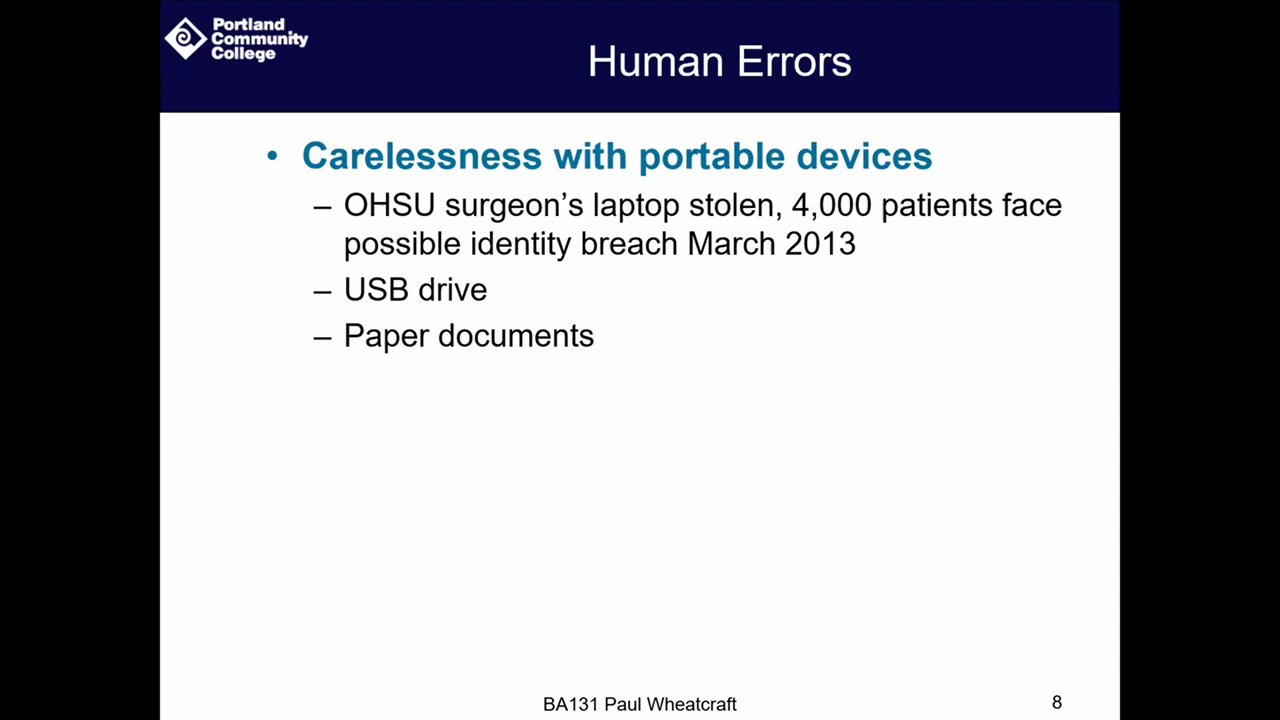 Portland
Community
College
Human Errors
• Carelessness with portable devices
– OHSU surgeon’s laptop stolen, 4,000 patients face
possible identity breach March 2013
– USB drive
– Paper documents
BA131 Paul Wheatcraft
8